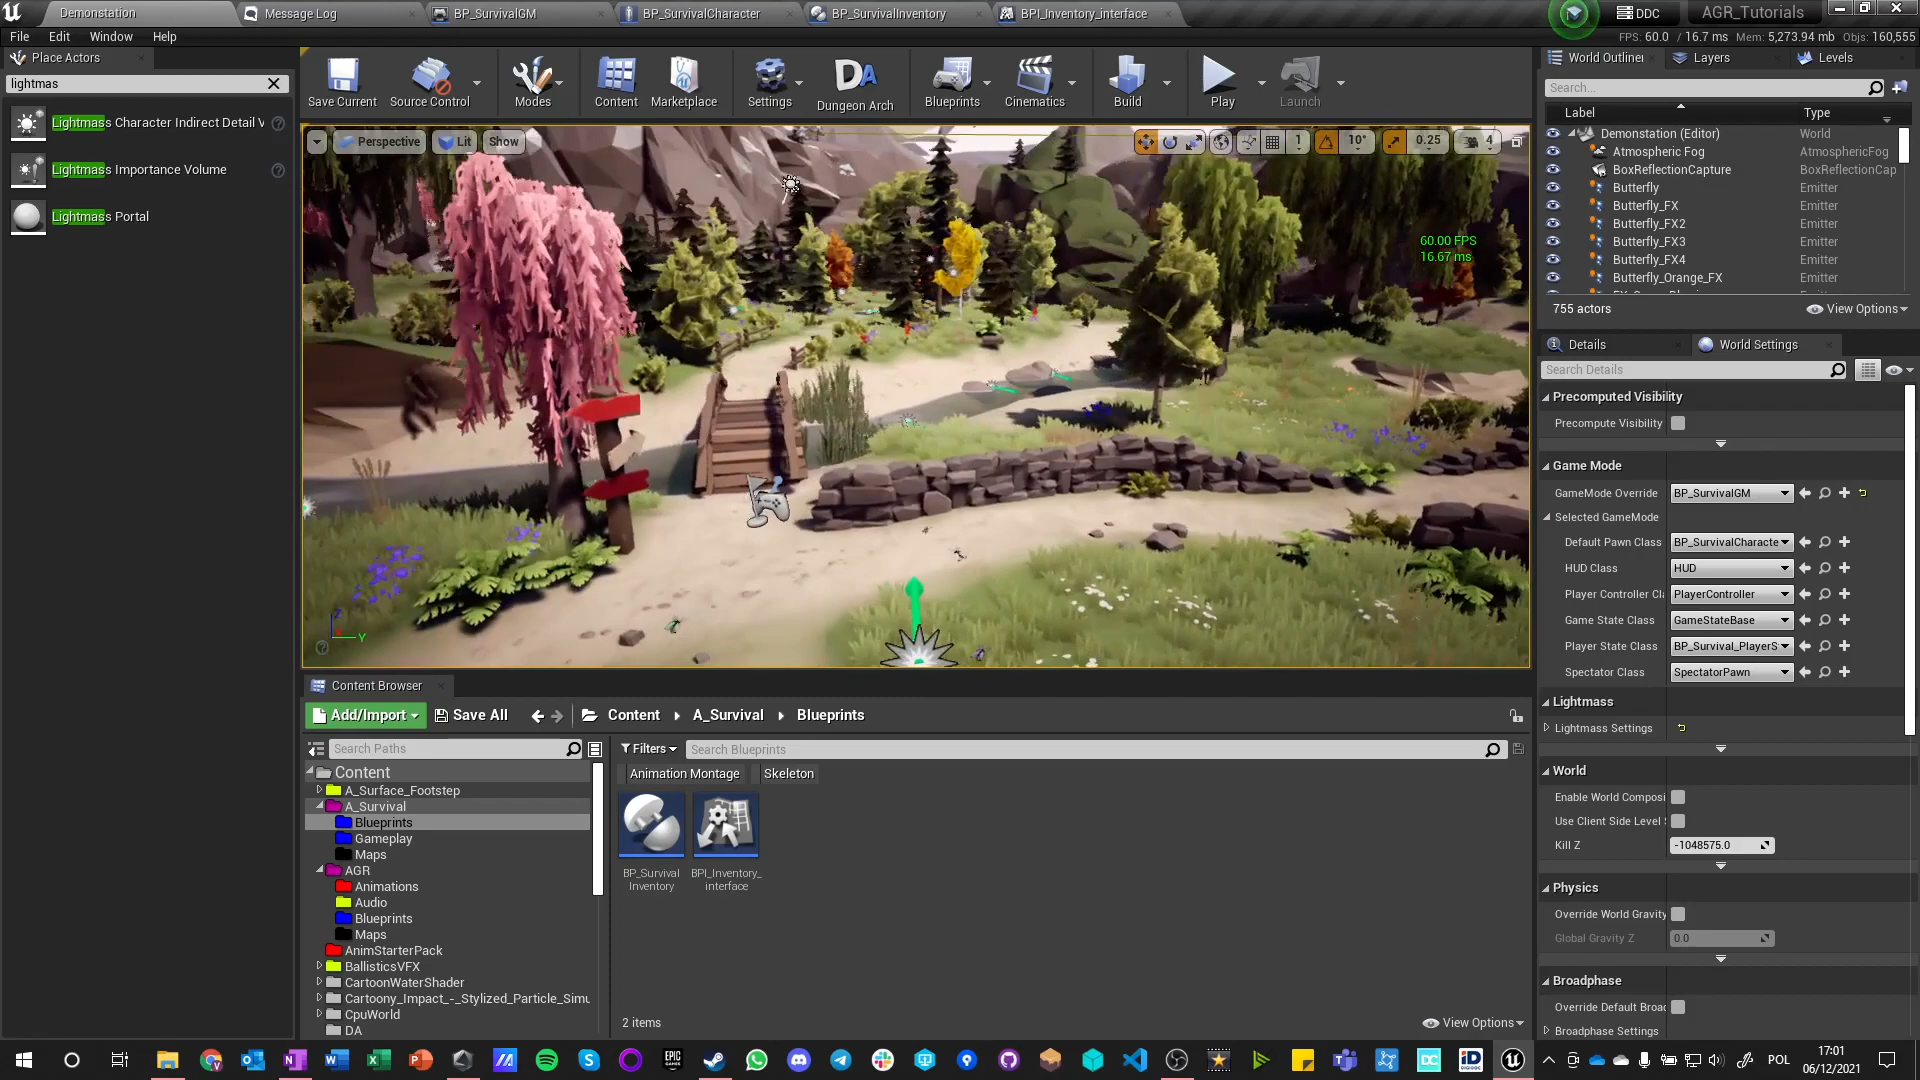 Demonstation
Message Log
BP_SurvivalGM
BP_SurvivalCharacter
BP_SurvivalInventory
BPI_Inventory_interface
DDC
AGR_Tutorials
File Edit Window Help
FPS: 60.0 / 16.7 ms Mem: 5,273.94 mb Objs: 160,555
Place Actors
lightmas
Lightmass Character Indirect Detail V
Lightmass Importance Volume
Lightmass Portal
Save Current
Source Control
Modes
Content
Marketplace
Settings
Dungeon Arch
Blueprints
Cinematics
Build
Play
Launch
Perspective Lit Show
1 10° 0.25 4
60.00 FPS
16.67 ms
Z
Y
World Outliner Layers Levels
Search...
Label Type
Demonstation (Editor) World
Atmospheric Fog AtmosphericFog
BoxReflectionCapture BoxReflectionCap
Butterfly Emitter
Butterfly_FX Emitter
Butterfly_FX2 Emitter
Butterfly_FX3 Emitter
Butterfly_FX4 Emitter
Butterfly_Orange_FX Emitter
755 actors View Options
Details World Settings
Search Details
Precomputed Visibility
Precompute Visibility
Game Mode
GameMode Override BP_SurvivalGM
Selected GameMode
Default Pawn Class BP_SurvivalCharacte
HUD Class HUD
Player Controller Cl PlayerController
Game State Class GameStateBase
Player State Class BP_Survival_PlayerS
Spectator Class SpectatorPawn
Lightmass
Lightmass Settings
World
Enable World Composi
Use Client Side Level
Kill Z -1048575.0
Physics
Override World Gravity
Global Gravity Z 0.0
Broadphase
Override Default Broad
Broadphase Settings
Content Browser
Add/Import Save All Content A_Survival Blueprints
Search Paths
Filters Search Blueprints
Animation Montage Skeleton
Content
A_Surface_Footstep
A_Survival
Blueprints
Gameplay
Maps
AGR
Animations
Audio
Blueprints
Maps
AnimStarterPack
BallisticsVFX
CartoonWaterShader
Cartoony_Impact_-_Stylized_Particle_Simu
CpuWorld
DA
BP_Survival
Inventory
BPI_Inventory_
interface
2 items View Options
POL
17:01
06/12/2021